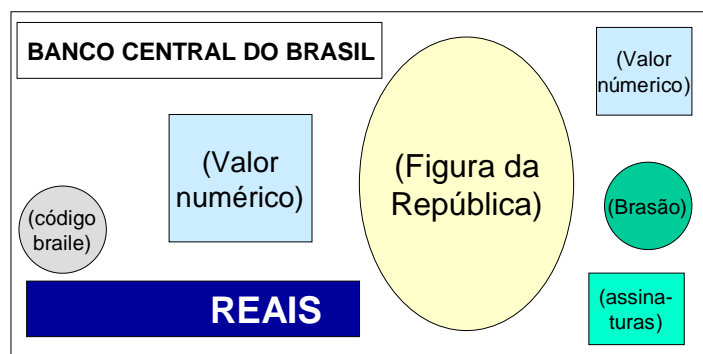 BANCO CENTRAL DO BRASIL
(Valor
númerico)
(Valor
numérico)
(Figura da
República)
(Brasão)
(código
braile)
REAIS
(assina-
turas)